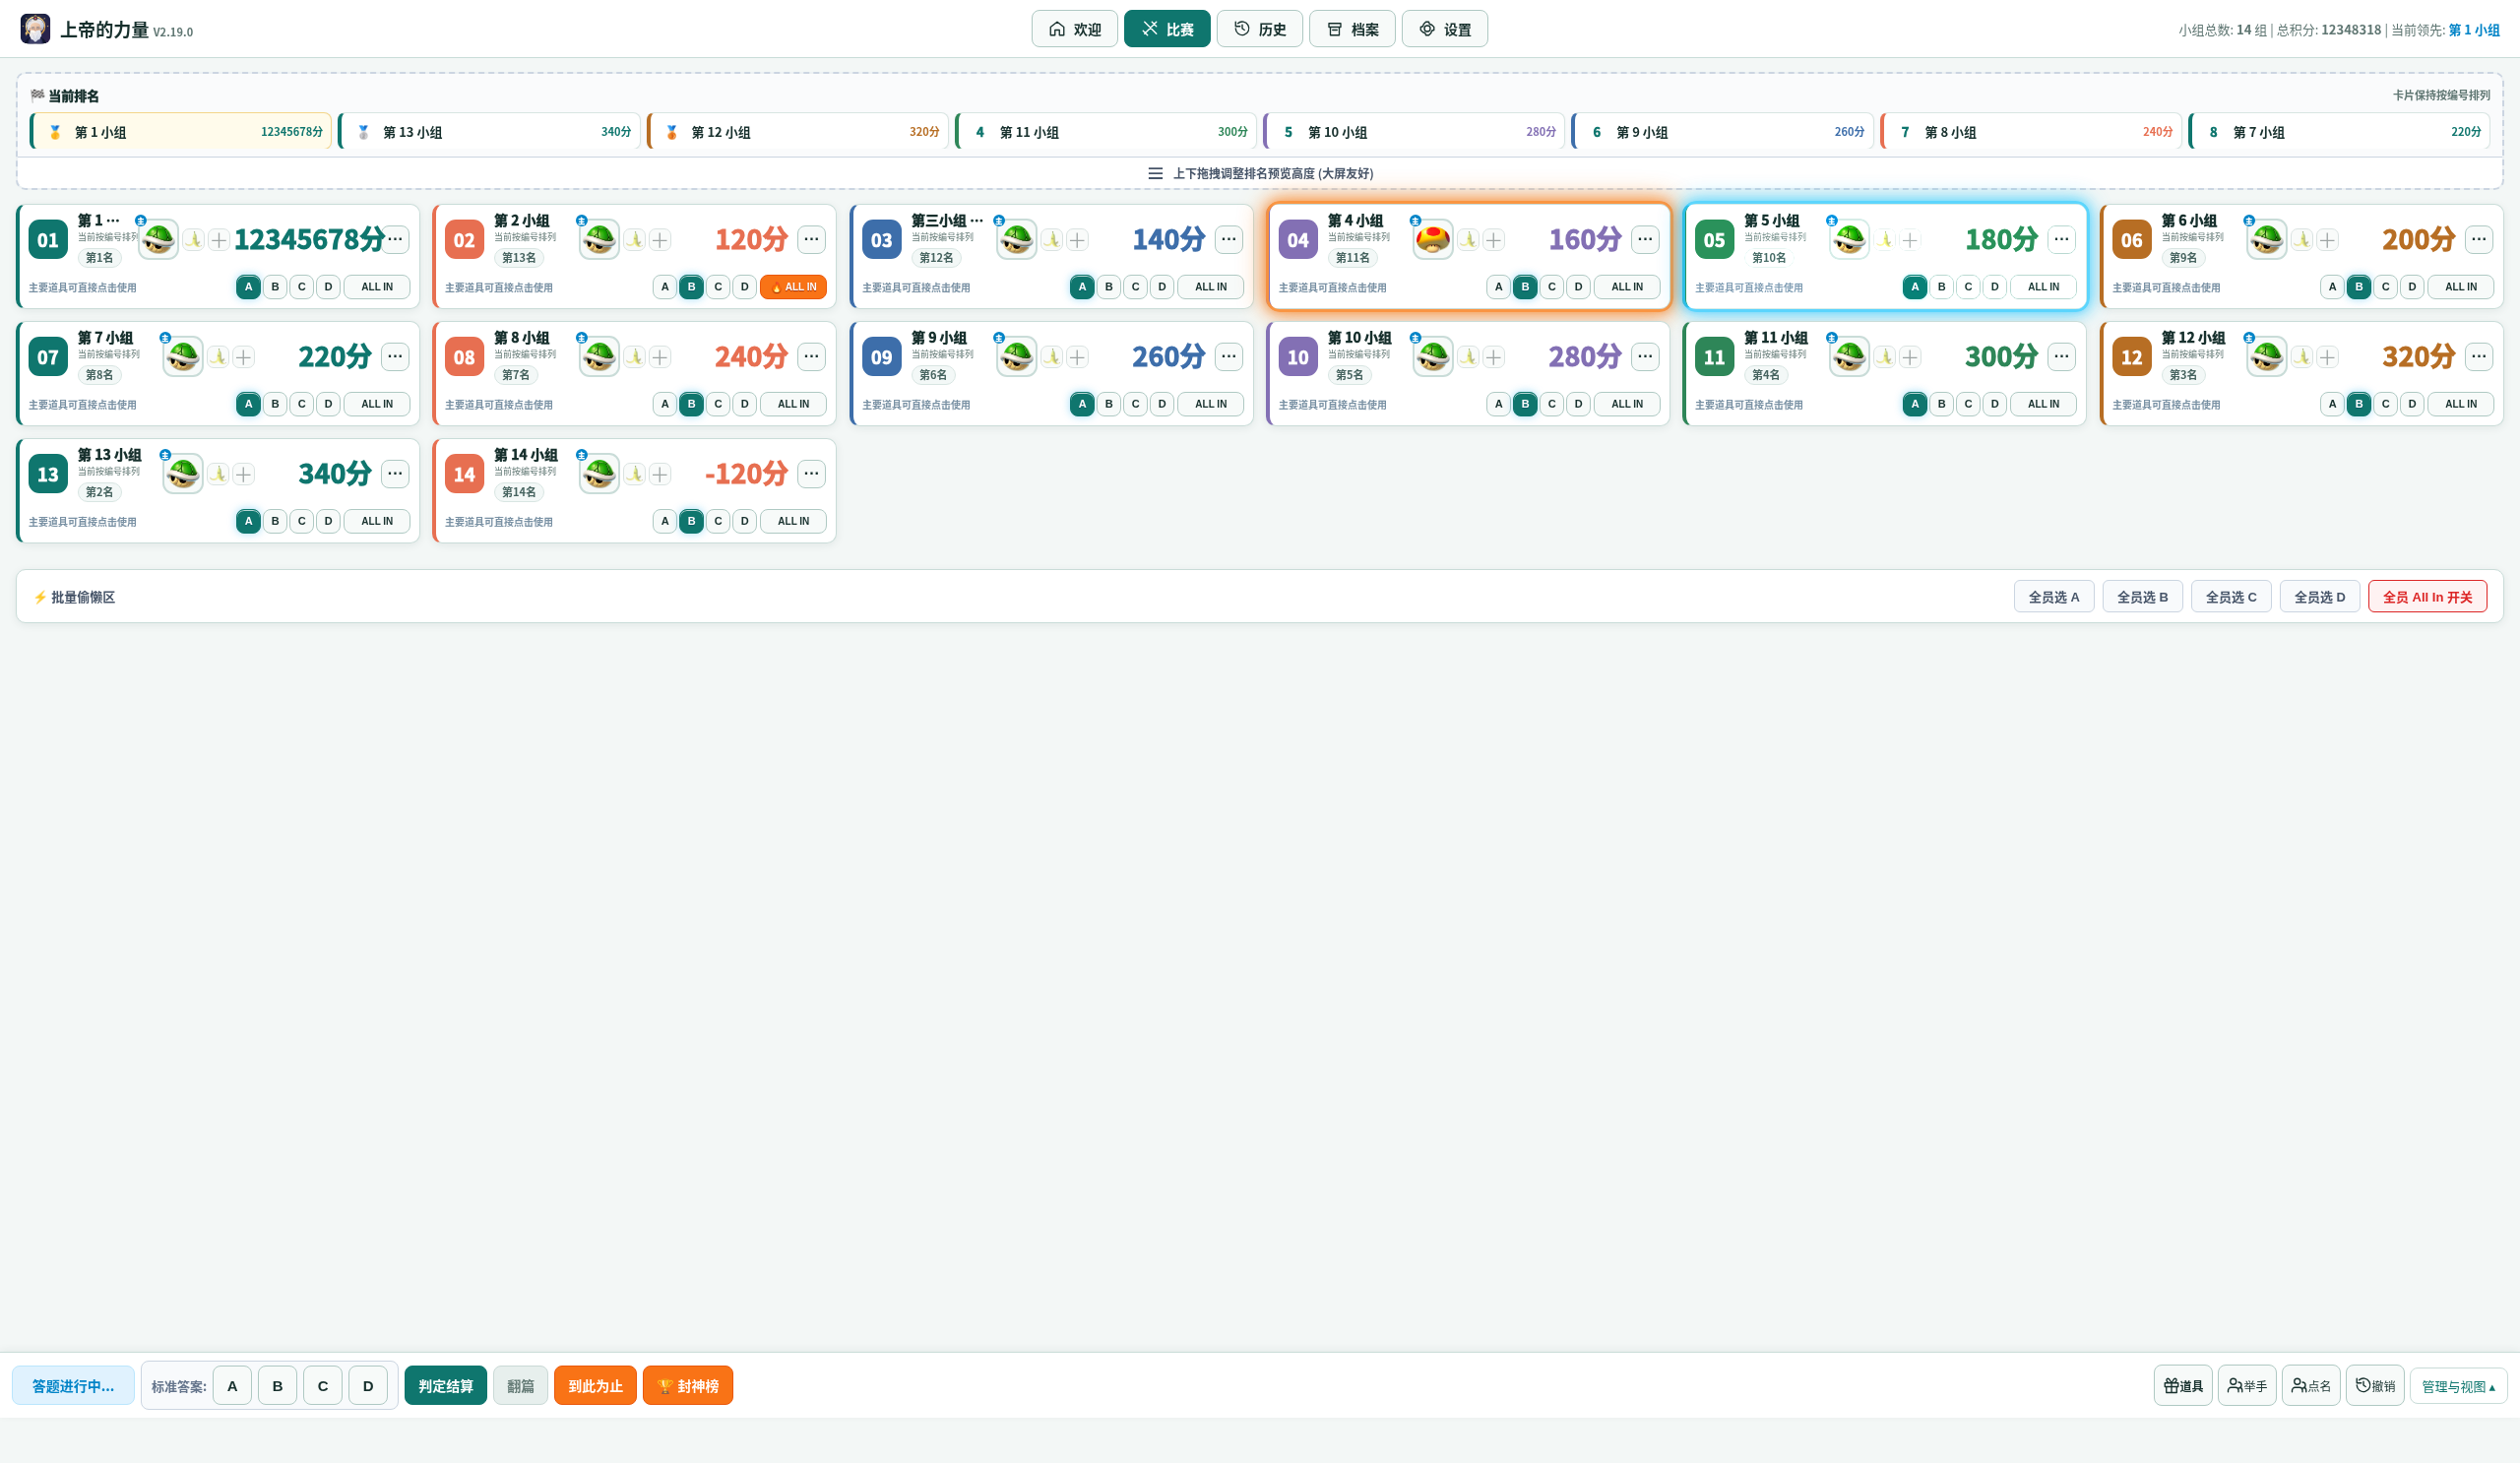 上帝的力量 V2.19.0
欢迎 比赛 历史 档案 设置
小组总数: 14 组 | 总积分: 12348318 | 当前领先: 第 1 小组
🏁 当前排名
卡片保持按编号排列
🥇 第 1 小组 12345678分
🥈 第 13 小组 340分
🥉 第 12 小组 320分
4 第 11 小组 300分
5 第 10 小组 280分
6 第 9 小组 260分
7 第 8 小组 240分
8 第 7 小组 220分
上下拖拽调整排名预览高度 (大屏友好)
01 第 1 ··· 主 12345678分 ···
当前按编号排列
第1名
主要道具可直接点击使用 A B C D ALL IN
02 第 2 小组 主 120分 ···
当前按编号排列
第13名
主要道具可直接点击使用 A B C D 🔥 ALL IN
03 第三小组 ··· 主 140分 ···
当前按编号排列
第12名
主要道具可直接点击使用 A B C D ALL IN
04 第 4 小组 主 160分 ···
当前按编号排列
第11名
主要道具可直接点击使用 A B C D ALL IN
05 第 5 小组 主 180分 ···
当前按编号排列
第10名
主要道具可直接点击使用 A B C D ALL IN
06 第 6 小组 主 200分 ···
当前按编号排列
第9名
主要道具可直接点击使用 A B C D ALL IN
07 第 7 小组 主 220分 ···
当前按编号排列
第8名
主要道具可直接点击使用 A B C D ALL IN
08 第 8 小组 主 240分 ···
当前按编号排列
第7名
主要道具可直接点击使用 A B C D ALL IN
09 第 9 小组 主 260分 ···
当前按编号排列
第6名
主要道具可直接点击使用 A B C D ALL IN
10 第 10 小组 主 280分 ···
当前按编号排列
第5名
主要道具可直接点击使用 A B C D ALL IN
11 第 11 小组 主 300分 ···
当前按编号排列
第4名
主要道具可直接点击使用 A B C D ALL IN
12 第 12 小组 主 320分 ···
当前按编号排列
第3名
主要道具可直接点击使用 A B C D ALL IN
13 第 13 小组 主 340分 ···
当前按编号排列
第2名
主要道具可直接点击使用 A B C D ALL IN
14 第 14 小组 主 -120分 ···
当前按编号排列
第14名
主要道具可直接点击使用 A B C D ALL IN
⚡ 批量偷懒区 全员选 A 全员选 B 全员选 C 全员选 D 全员 All In 开关
答题进行中... 标准答案: A B C D 判定结算 翻篇 到此为止 🏆 封神榜 道具 举手 点名 撤销 管理与视图 ▴